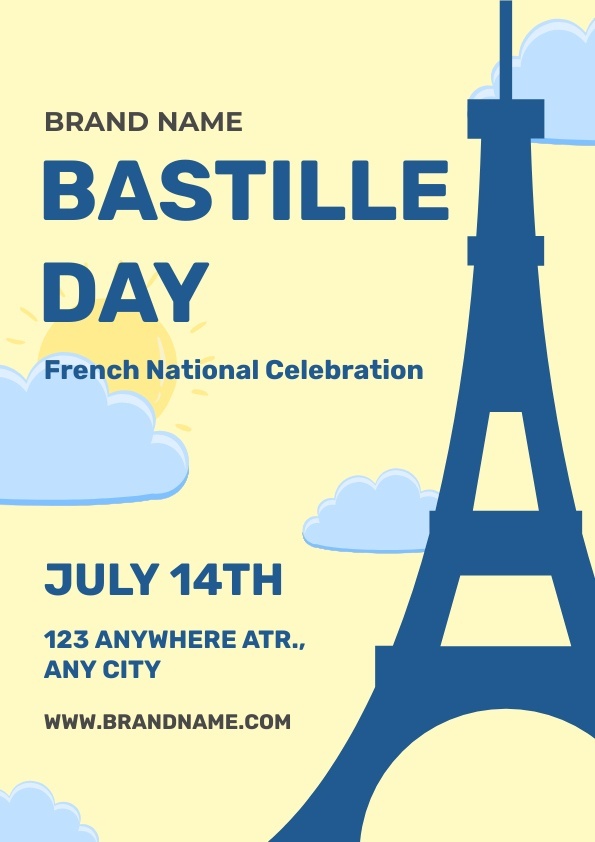 BRAND NAME
BASTILLE
DAY
French National Celebration
JULY 14TH
123 ANYWHERE ATR.,
ANY CITY
WWW.BRANDNAME.COM